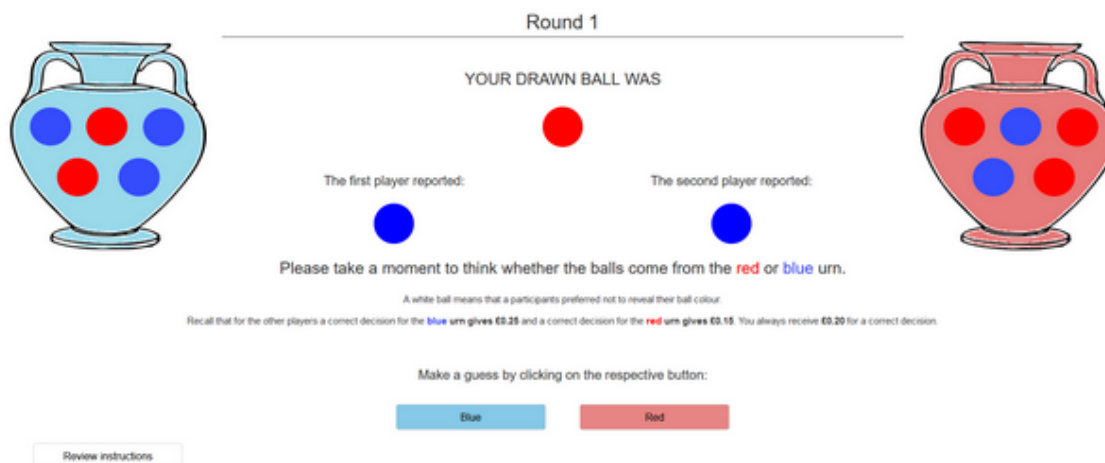 Round 1
YOUR DRAWN BALL WAS
The first player reported:
The second player reported:
Please take a moment to think whether the balls come from the red or blue urn.
A white ball means that a participants preferred not to reveal their ball colour.
Recall that for the other players a correct decision for the blue urn gives £0.25 and a correct decision for the red urn gives £0.15. You always receive £0.20 for a correct decision.
Make a guess by clicking on the respective button:
Blue
Red
Review instructions